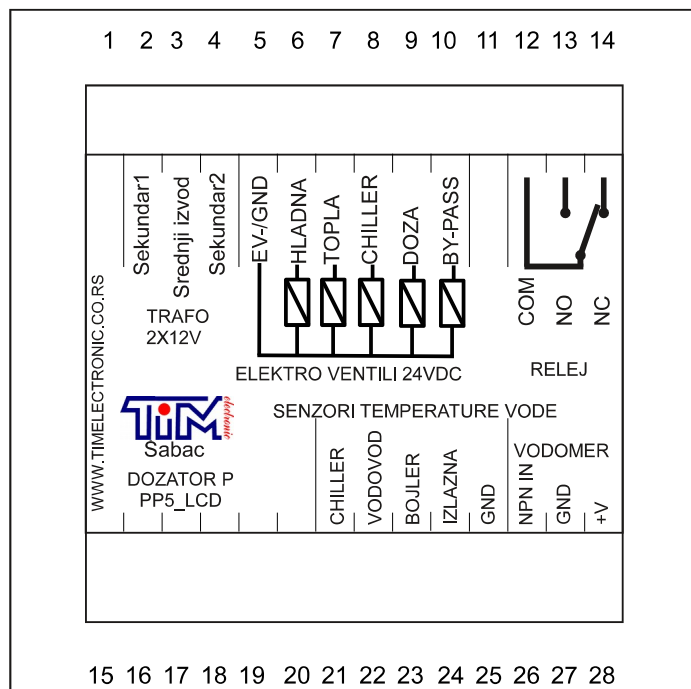 1 2 3 4 5 6 7 8 9 10 11 12 13 14
Sekundar1
Srednji izvod
Sekundar2
EV-/GND
HLADNA
TOPLA
CHILLER
DOZA
BY-PASS
COM
NO
NC
TRAFO
2X12V
ELEKTRO VENTILI 24VDC
RELEJ
WWW.TIMELECTRONIC.CO.RS
TiM electronic
Sabac
DOZATOR P
PP5_LCD
SENZORI TEMPERATURE VODE
CHILLER
VODOVOD
BOJLER
IZLAZNA
GND
VODOMER
NPN IN
GND
+V
15 16 17 18 19 20 21 22 23 24 25 26 27 28